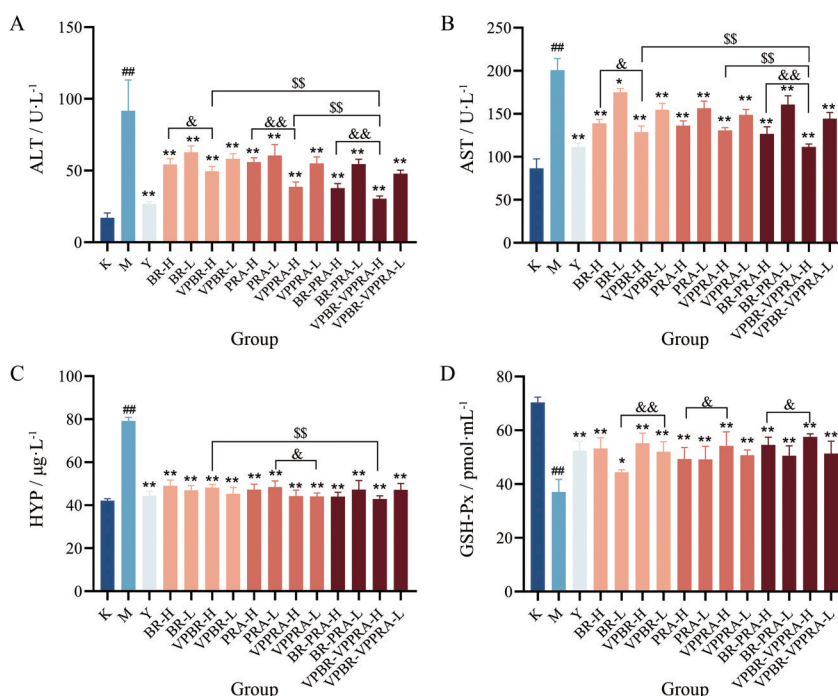 A
ALT / U·L⁻¹
150
100
50
0
##
**
**
**
**
**
**
**
**
**
**
**
**
**
&
&&
&&
$$
$$
K
M
Y
BR-H
BR-L
VPBR-H
VPBR-L
PRA-H
PRA-L
VPPRA-H
VPPRA-L
BR-PRA-H
BR-PRA-L
VPBR-VPPRA-H
VPBR-VPPRA-L
Group
B
AST / U·L⁻¹
250
200
150
100
50
0
##
**
**
*
**
**
**
**
**
**
**
**
**
**
&
&&
$$
$$
K
M
Y
BR-H
BR-L
VPBR-H
VPBR-L
PRA-H
PRA-L
VPPRA-H
VPPRA-L
BR-PRA-H
BR-PRA-L
VPBR-VPPRA-H
VPBR-VPPRA-L
Group
C
HYP / μg·L⁻¹
100
80
60
40
20
0
##
**
**
**
**
**
**
**
**
**
**
**
**
**
&
$$
K
M
Y
BR-H
BR-L
VPBR-H
VPBR-L
PRA-H
PRA-L
VPPRA-H
VPPRA-L
BR-PRA-H
BR-PRA-L
VPBR-VPPRA-H
VPBR-VPPRA-L
Group
D
GSH-Px / pmol·mL⁻¹
80
60
40
20
0
##
**
**
*
**
**
**
**
**
**
**
**
**
**
&&
&
&
K
M
Y
BR-H
BR-L
VPBR-H
VPBR-L
PRA-H
PRA-L
VPPRA-H
VPPRA-L
BR-PRA-H
BR-PRA-L
VPBR-VPPRA-H
VPBR-VPPRA-L
Group